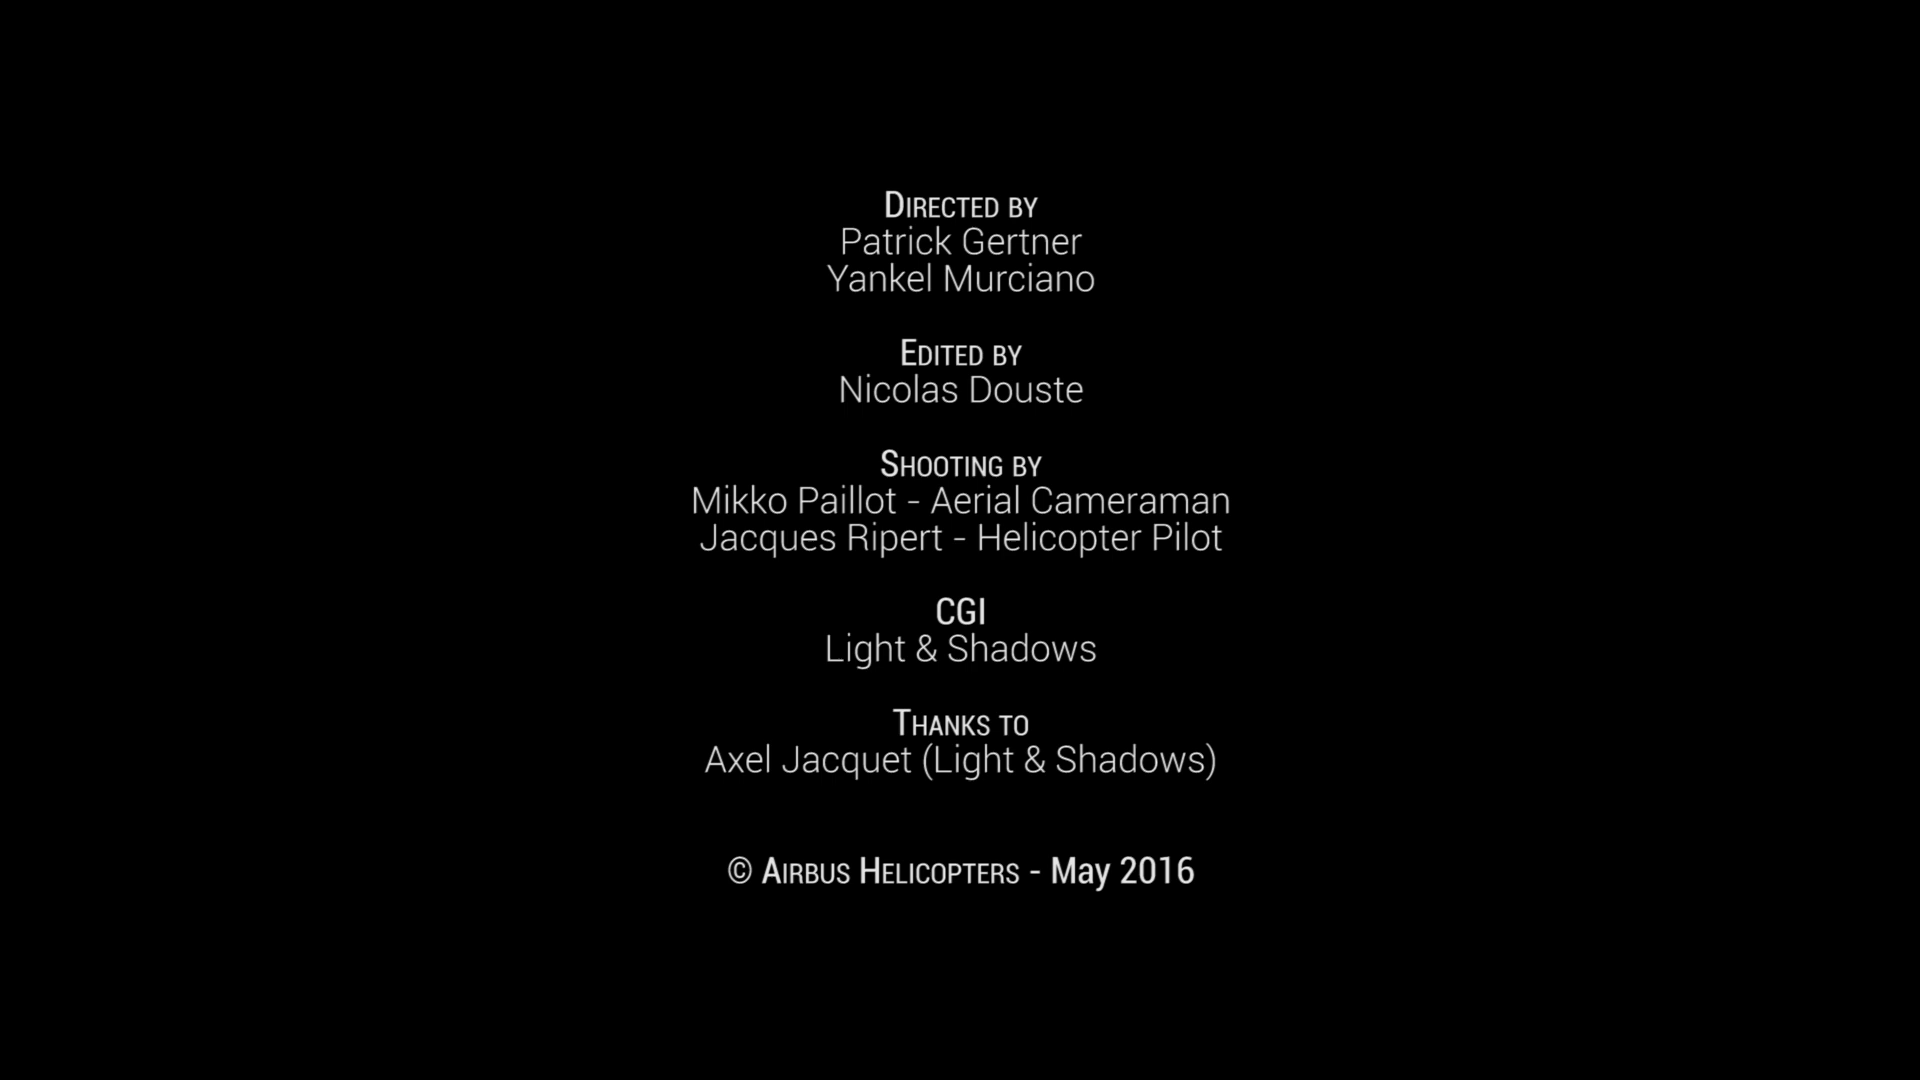 Directed by
Patrick Gertner
Yankel Murciano
Edited by
Nicolas Douste
Shooting by
Mikko Paillot - Aerial Cameraman
Jacques Ripert - Helicopter Pilot
CGI
Light & Shadows
Thanks to
Axel Jacquet (Light & Shadows)
© Airbus Helicopters - May 2016